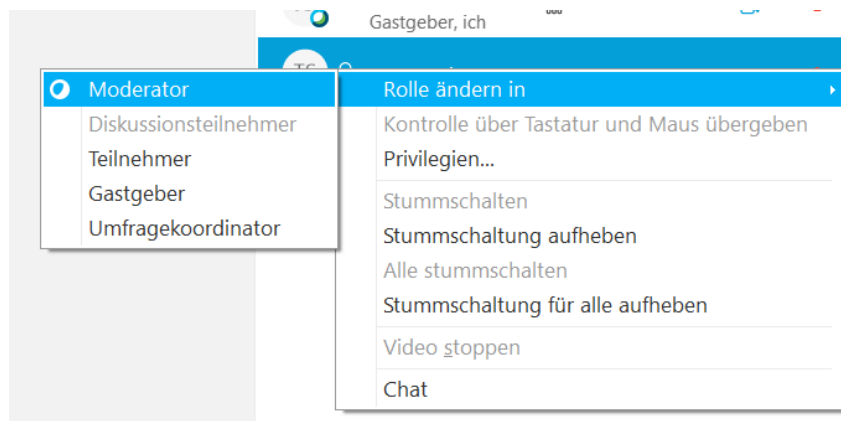 Gastgeber, ich
Moderator
Diskussionsteilnehmer
Teilnehmer
Gastgeber
Umfragekoordinator
Rolle ändern in
Kontrolle über Tastatur und Maus übergeben
Privilegien...
Stummschalten
Stummschaltung aufheben
Alle stummschalten
Stummschaltung für alle aufheben
Video stoppen
Chat